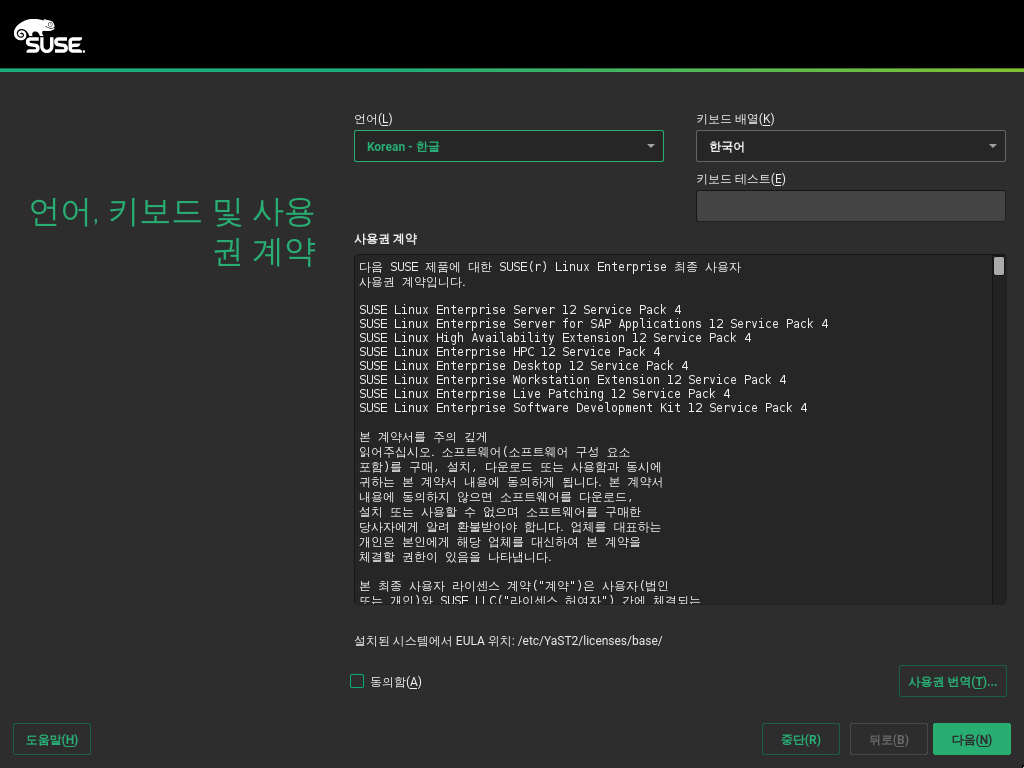 SUSE
언어(L)
키보드 배열(K)
Korean - 한글
한국어
키보드 테스트(E)
언어, 키보드 및 사용
권 계약
사용권 계약
다음 SUSE 제품에 대한 SUSE(r) Linux Enterprise 최종 사용자
사용권 계약입니다.
SUSE Linux Enterprise Server 12 Service Pack 4
SUSE Linux Enterprise Server for SAP Applications 12 Service Pack 4
SUSE Linux High Availability Extension 12 Service Pack 4
SUSE Linux Enterprise HPC 12 Service Pack 4
SUSE Linux Enterprise Desktop 12 Service Pack 4
SUSE Linux Enterprise Workstation Extension 12 Service Pack 4
SUSE Linux Enterprise Live Patching 12 Service Pack 4
SUSE Linux Enterprise Software Development Kit 12 Service Pack 4
본 계약서를 주의 깊게
읽어주십시오. 소프트웨어(소프트웨어 구성 요소
포함)를 구매, 설치, 다운로드 또는 사용함과 동시에
귀하는 본 계약서 내용에 동의하게 됩니다. 본 계약서
내용에 동의하지 않으면 소프트웨어를 다운로드,
설치 또는 사용할 수 없으며 소프트웨어를 구매한
당사자에게 알려 환불받아야 합니다. 업체를 대표하는
개인은 본인에게 해당 업체를 대신하여 본 계약을
체결할 권한이 있음을 나타냅니다.
본 최종 사용자 라이센스 계약("계약")은 사용자(법인
또는 개인)와 SUSE LLC("라이센스 허여자") 간에 체결되는
설치된 시스템에서 EULA 위치: /etc/YaST2/licenses/base/
동의함(A)
사용권 번역(T)...
도움말(H)
중단(R)
뒤로(B)
다음(N)